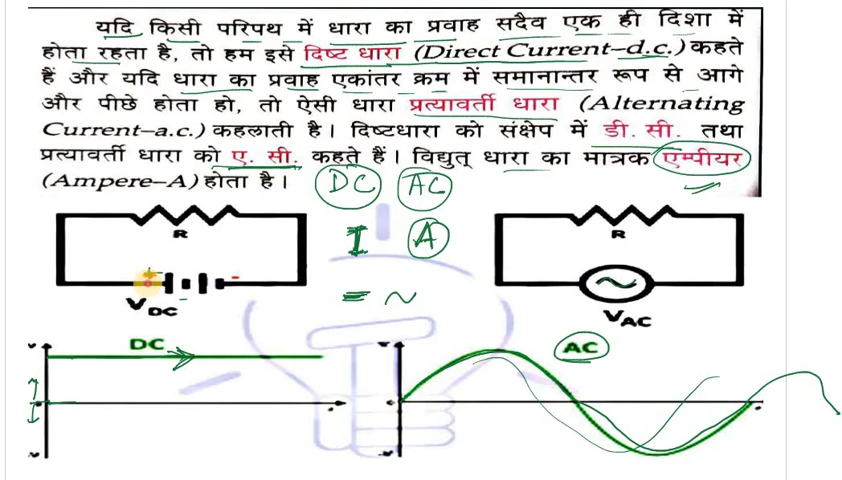 यदि किसी परिपथ में धारा का प्रवाह सदैव एक ही दिशा में
होता रहता है, तो हम इसे दिष्ट धारा (Direct Current–d.c.) कहते
हैं और यदि धारा का प्रवाह एकांतर क्रम में समानान्तर रूप से आगे
और पीछे होता हो, तो ऐसी धारा प्रत्यावर्ती धारा (Alternating
Current–a.c.) कहलाती है। दिष्टधारा को संक्षेप में डी. सी. तथा
प्रत्यावर्ती धारा को ए. सी. कहते हैं। विद्युत् धारा का मात्रक एम्पीयर
(Ampere–A) होता है।
DC AC
R
I A
R
+ -
= ~
V DC
V AC
DC
AC
I